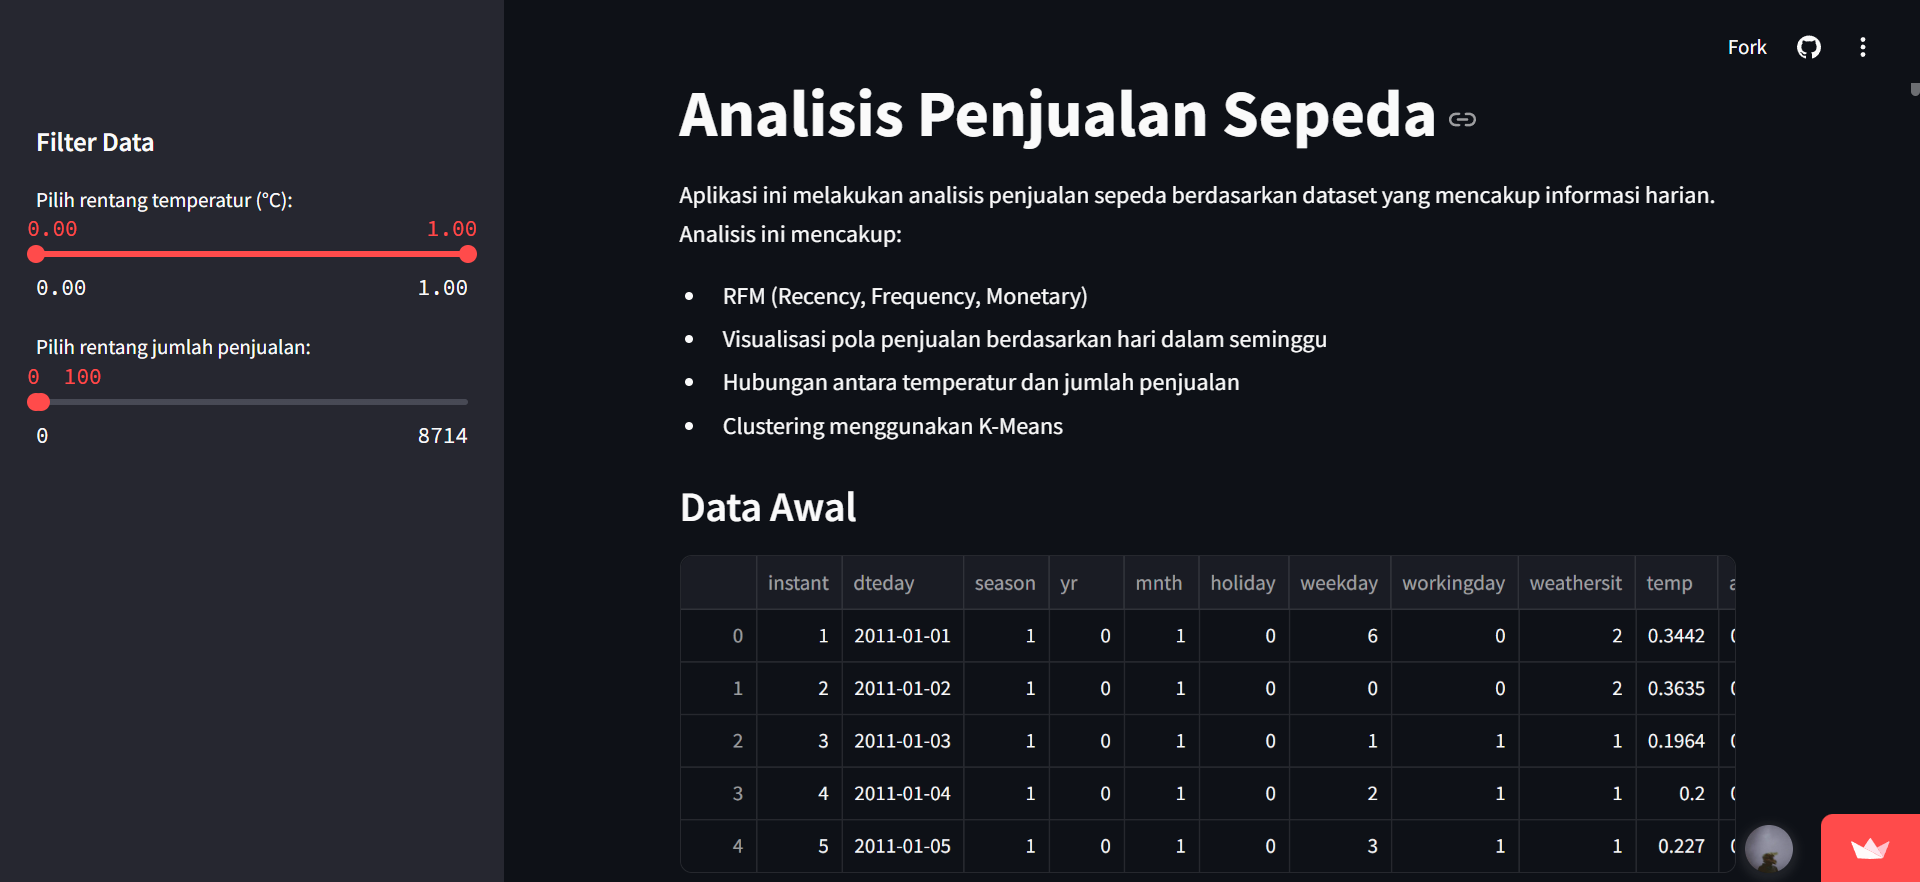 Fork
Filter Data
Pilih rentang temperatur (°C):
0.00 1.00
0.00 1.00
Pilih rentang jumlah penjualan:
0 100
0 8714
Analisis Penjualan Sepeda
Aplikasi ini melakukan analisis penjualan sepeda berdasarkan dataset yang mencakup informasi harian.
Analisis ini mencakup:
• RFM (Recency, Frequency, Monetary)
• Visualisasi pola penjualan berdasarkan hari dalam seminggu
• Hubungan antara temperatur dan jumlah penjualan
• Clustering menggunakan K-Means
Data Awal
instant dteday season yr mnth holiday weekday workingday weathersit temp
0 1 2011-01-01 1 0 1 0 6 0 2 0.3442
1 2 2011-01-02 1 0 1 0 0 0 2 0.3635
2 3 2011-01-03 1 0 1 0 1 1 1 0.1964
3 4 2011-01-04 1 0 1 0 2 1 1 0.2
4 5 2011-01-05 1 0 1 0 3 1 1 0.227